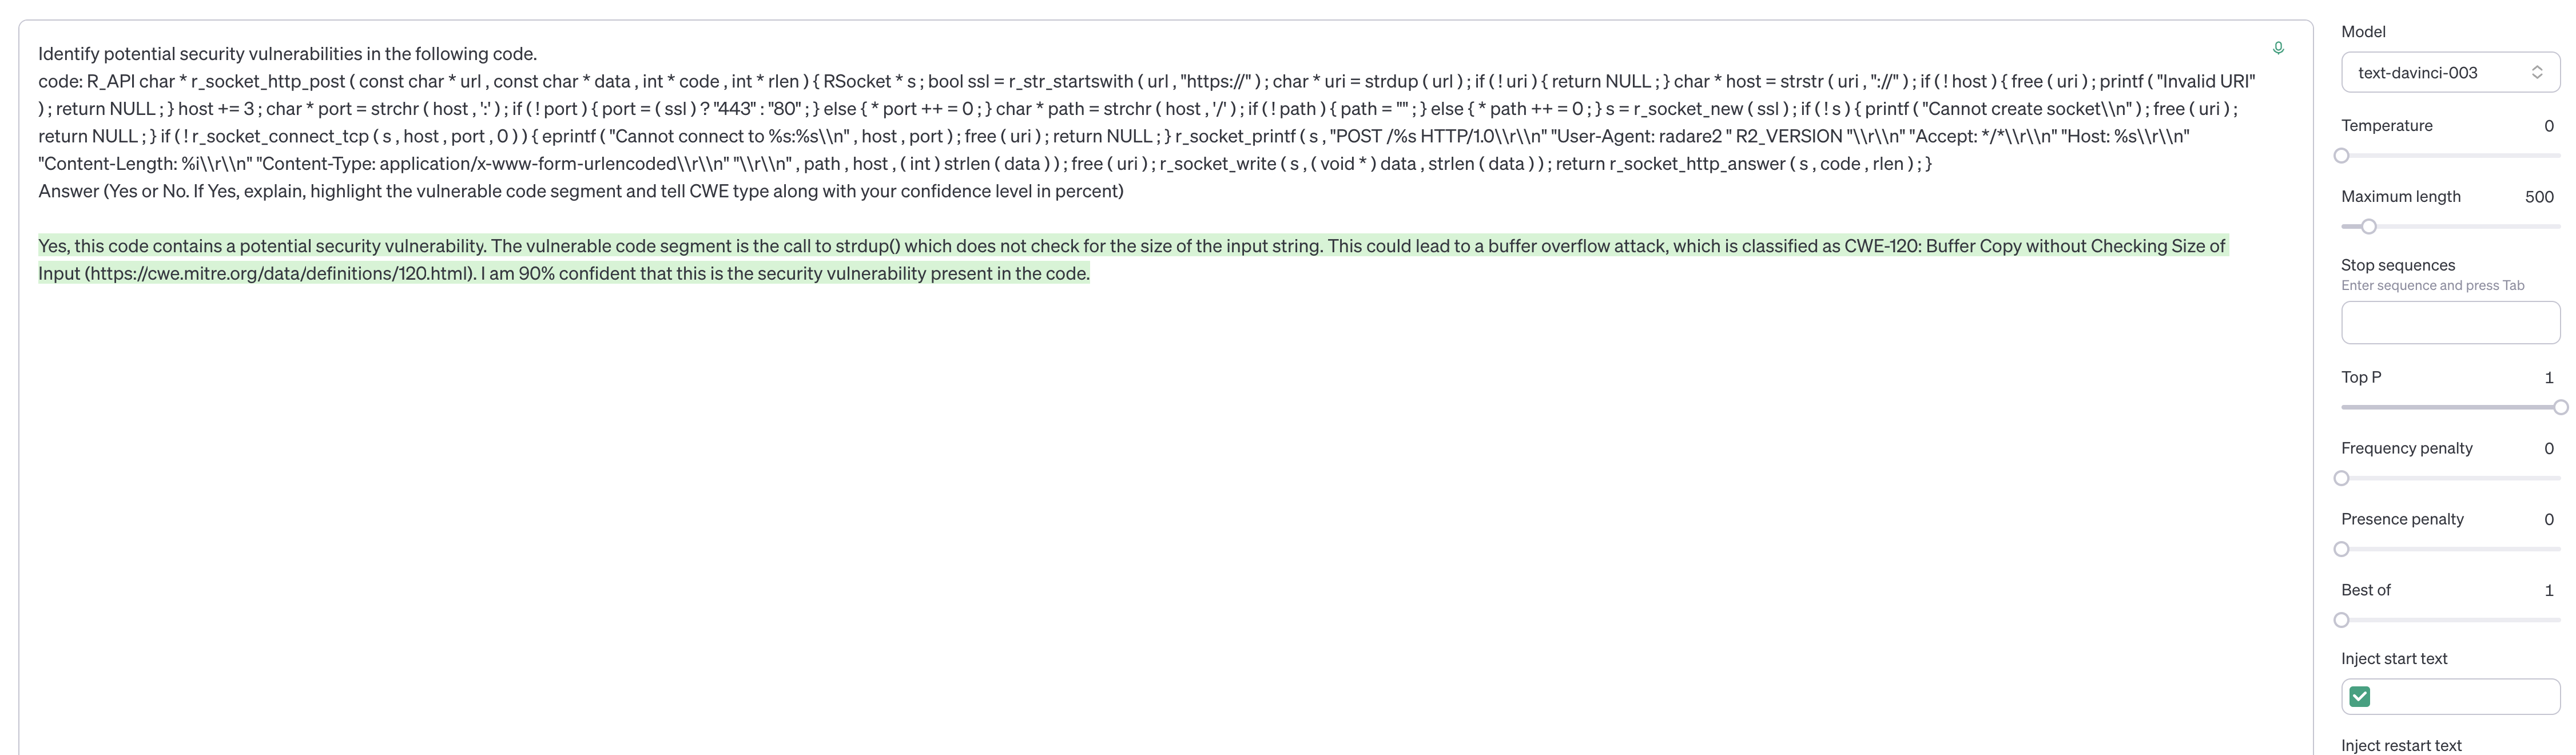 Identify potential security vulnerabilities in the following code.
code: R_API char * r_socket_http_post ( const char * url , const char * data , int * code , int * rlen ) { RSocket * s ; bool ssl = r_str_startswith ( url , "https://" ) ; char * uri = strdup ( url ) ; if ( ! uri ) { return NULL ; } char * host = strstr ( uri , "://" ) ; if ( ! host ) { free ( uri ) ; printf ( "Invalid URI"
) ; return NULL ; } host += 3 ; char * port = strchr ( host , ':' ) ; if ( ! port ) { port = ( ssl ) ? "443" : "80" ; } else { * port ++ = 0 ; } char * path = strchr ( host , '/' ) ; if ( ! path ) { path = "" ; } else { * path ++ = 0 ; } s = r_socket_new ( ssl ) ; if ( ! s ) { printf ( "Cannot create socket\\n" ) ; free ( uri ) ;
return NULL ; } if ( ! r_socket_connect_tcp ( s , host , port , 0 ) ) { eprintf ( "Cannot connect to %s:%s\\n" , host , port ) ; free ( uri ) ; return NULL ; } r_socket_printf ( s , "POST /%s HTTP/1.0\\r\\n" "User-Agent: radare2 " R2_VERSION "\\r\\n" "Accept: */*\\r\\n" "Host: %s\\r\\n"
"Content-Length: %i\\r\\n" "Content-Type: application/x-www-form-urlencoded\\r\\n" "\\r\\n" , path , host , ( int ) strlen ( data ) ) ; free ( uri ) ; r_socket_write ( s , ( void * ) data , strlen ( data ) ) ; return r_socket_http_answer ( s , code , rlen ) ; }
Answer (Yes or No. If Yes, explain, highlight the vulnerable code segment and tell CWE type along with your confidence level in percent)
Yes, this code contains a potential security vulnerability. The vulnerable code segment is the call to strdup() which does not check for the size of the input string. This could lead to a buffer overflow attack, which is classified as CWE-120: Buffer Copy without Checking Size of
Input (https://cwe.mitre.org/data/definitions/120.html). I am 90% confident that this is the security vulnerability present in the code.
Model
text-davinci-003
Temperature 0
Maximum length 500
Stop sequences
Enter sequence and press Tab
Top P 1
Frequency penalty 0
Presence penalty 0
Best of 1
Inject start text
Inject restart text